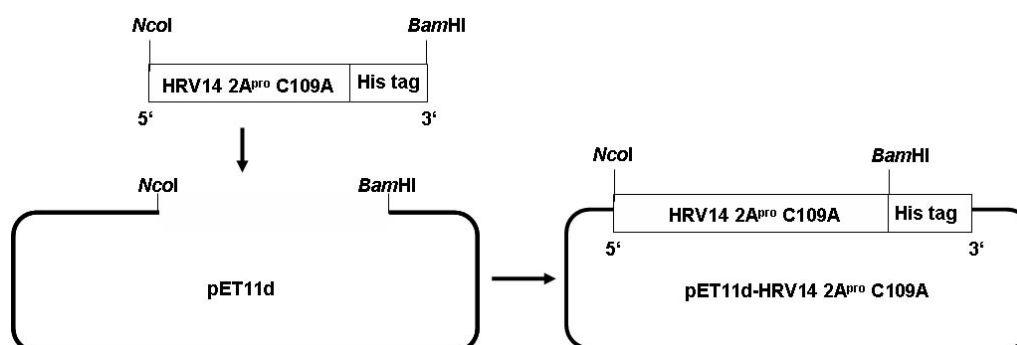 NcoI
BamHI
HRV14 2Apro C109A
His tag
5‘
3‘
NcoI
BamHI
pET11d
NcoI
BamHI
HRV14 2Apro C109A
His tag
5‘
3‘
pET11d-HRV14 2Apro C109A